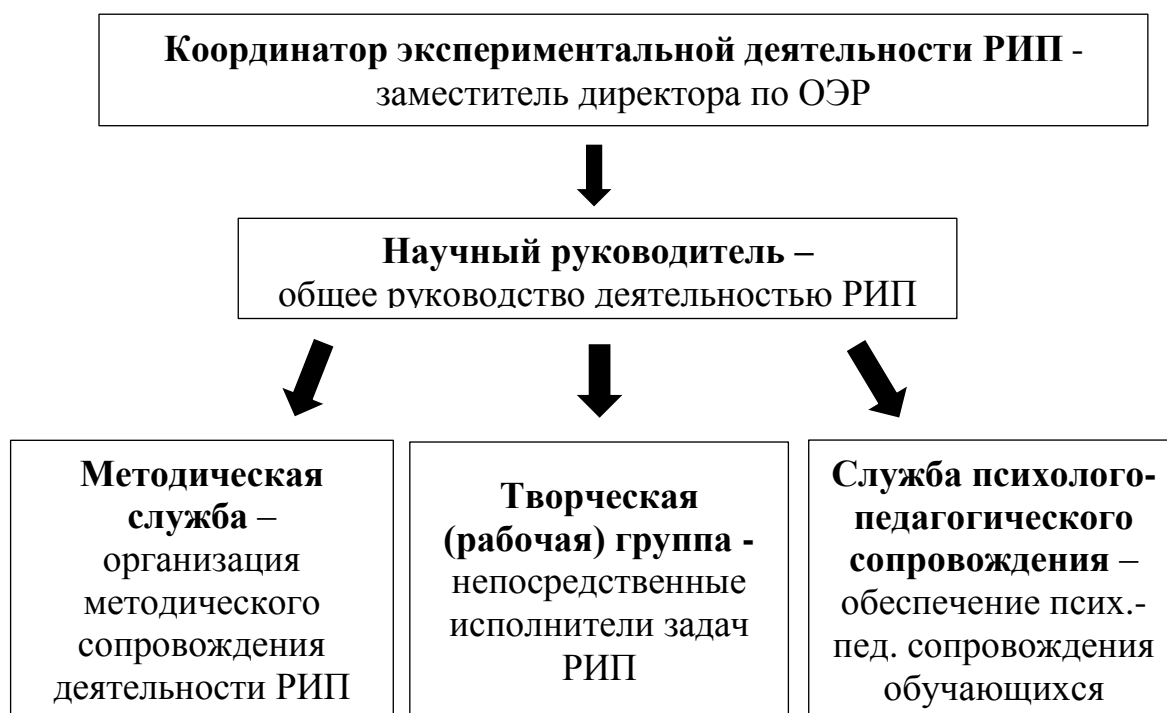 Координатор экспериментальной деятельности РИП -
заместитель директора по ОЭР
Научный руководитель –
общее руководство деятельностью РИП
Методическая
служба –
организация
методического
сопровождения
деятельности РИП
Творческая
(рабочая) группа -
непосредственные
исполнители задач
РИП
Служба психолого-
педагогического
сопровождения –
обеспечение псих.-
пед. сопровождения
обучающихся